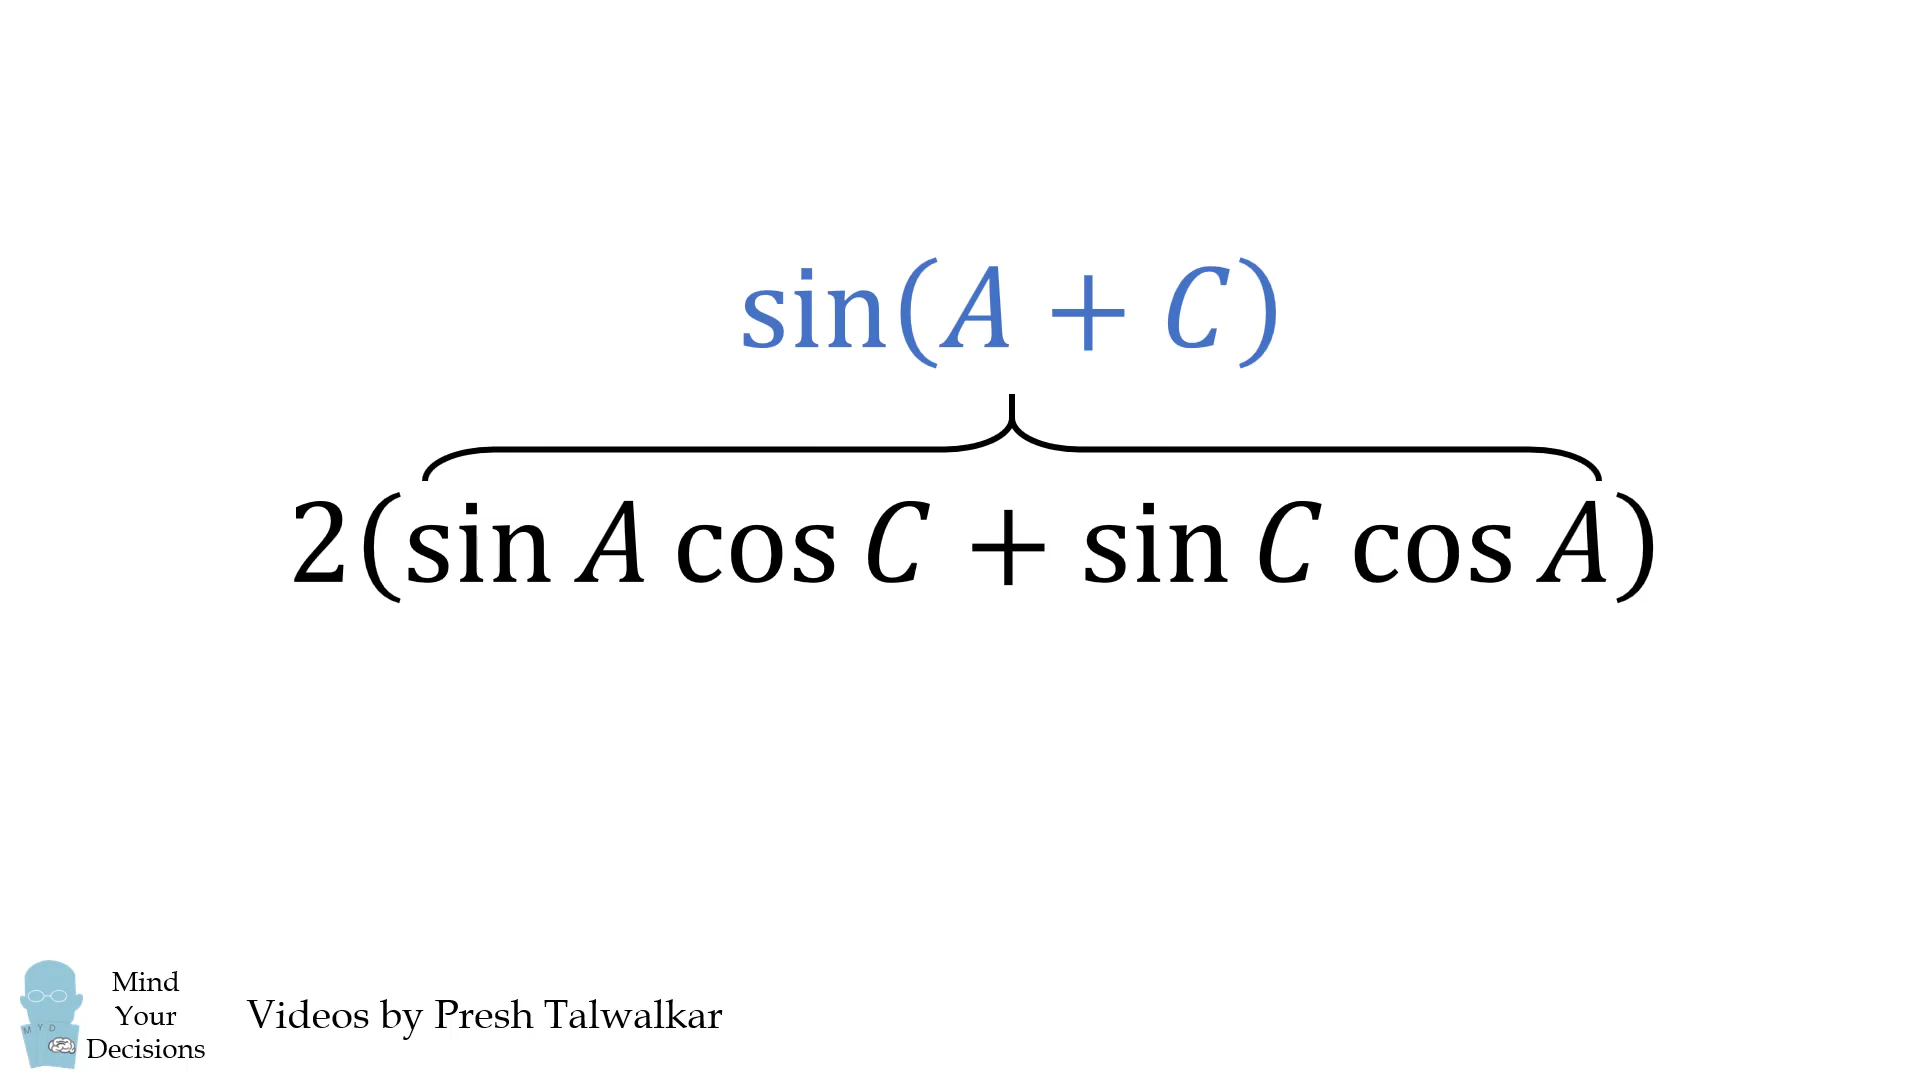 sin(A + C)
2(sin A cos C + sin C cos A)
Mind
Your
Decisions
M Y D
Videos by Presh Talwalkar